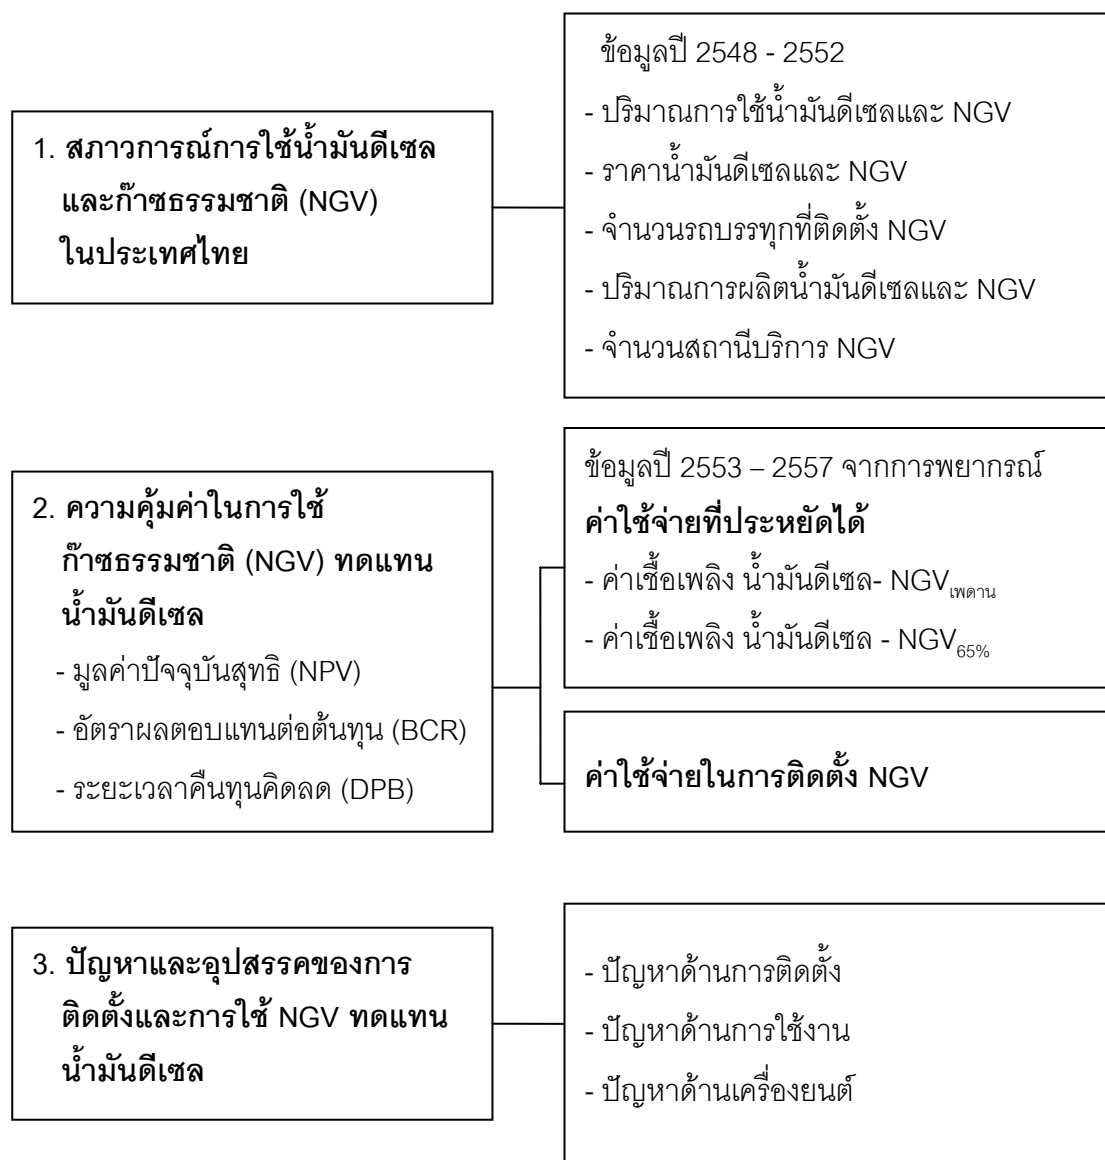 1. สภาวการณ์การใช้น้ำมันดีเซล
และก๊าซธรรมชาติ (NGV)
ในประเทศไทย
ข้อมูลปี 2548 - 2552
- ปริมาณการใช้น้ำมันดีเซลและ NGV
- ราคาน้ำมันดีเซลและ NGV
- จำนวนรถบรรทุกที่ติดตั้ง NGV
- ปริมาณการผลิตน้ำมันดีเซลและ NGV
- จำนวนสถานีบริการ NGV
2. ความคุ้มค่าในการใช้
ก๊าซธรรมชาติ (NGV) ทดแทน
น้ำมันดีเซล
- มูลค่าปัจจุบันสุทธิ (NPV)
- อัตราผลตอบแทนต่อต้นทุน (BCR)
- ระยะเวลาคืนทุนคิดลด (DPB)
ข้อมูลปี 2553 – 2557 จากการพยากรณ์
ค่าใช้จ่ายที่ประหยัดได้
- ค่าเชื้อเพลิง น้ำมันดีเซล- NGVเพดาน
- ค่าเชื้อเพลิง น้ำมันดีเซล - NGV65%
ค่าใช้จ่ายในการติดตั้ง NGV
3. ปัญหาและอุปสรรคของการ
ติดตั้งและการใช้ NGV ทดแทน
น้ำมันดีเซล
- ปัญหาด้านการติดตั้ง
- ปัญหาด้านการใช้งาน
- ปัญหาด้านเครื่องยนต์